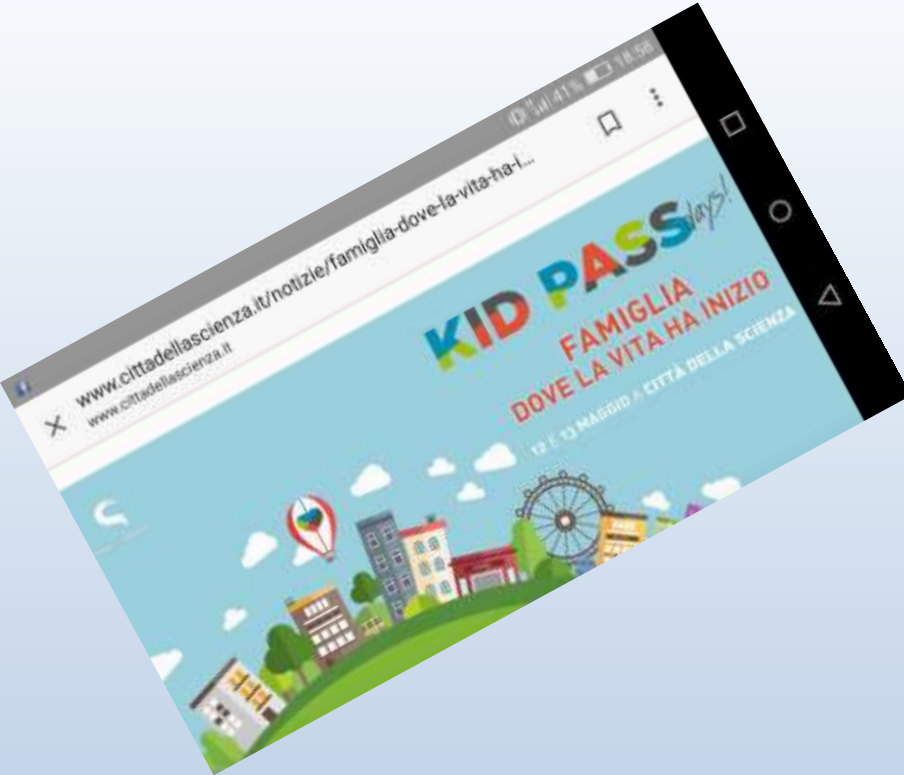 41% 18:58
www.cittadellascienza.it/notizie/famiglia-dove-la-vita-ha-i...
www.cittadellascienza.it
KID PASS days!
FAMIGLIA
DOVE LA VITA HA INIZIO
12 E 13 MAGGIO A CITTÀ DELLA SCIENZA